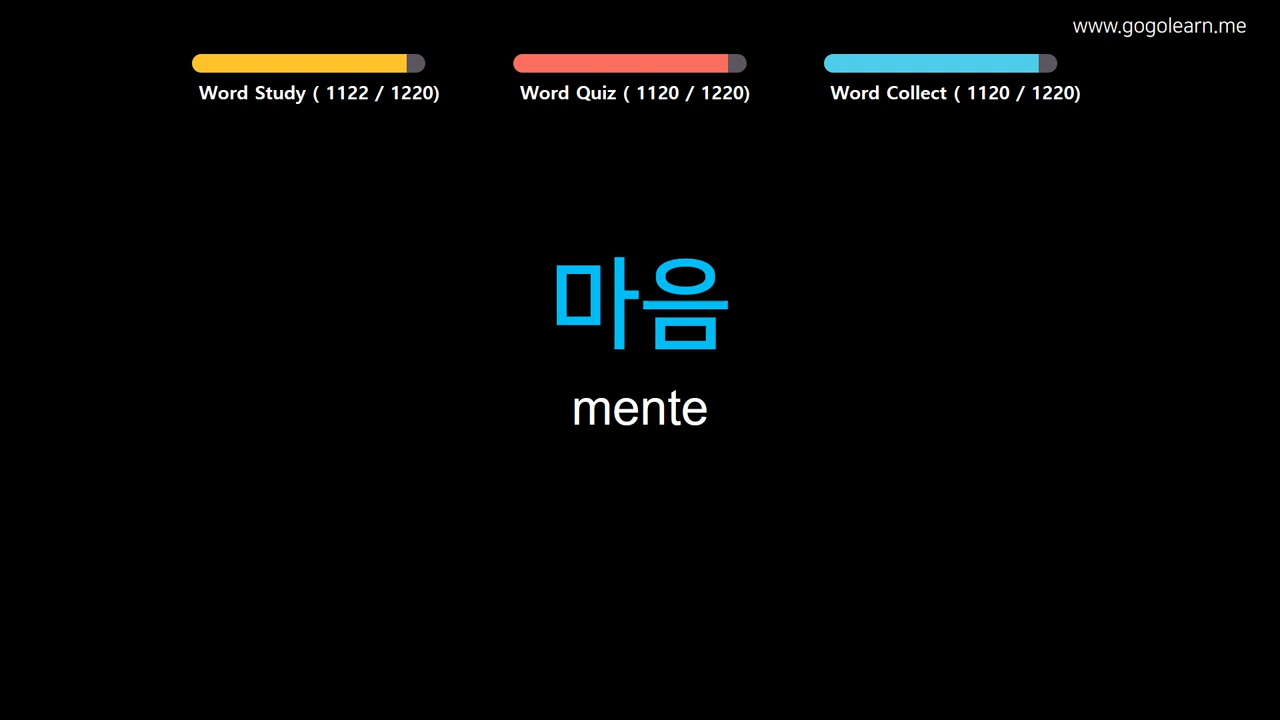 www.gogolearn.me
Word Study ( 1122 / 1220)
Word Quiz ( 1120 / 1220)
Word Collect ( 1120 / 1220)
마음
mente